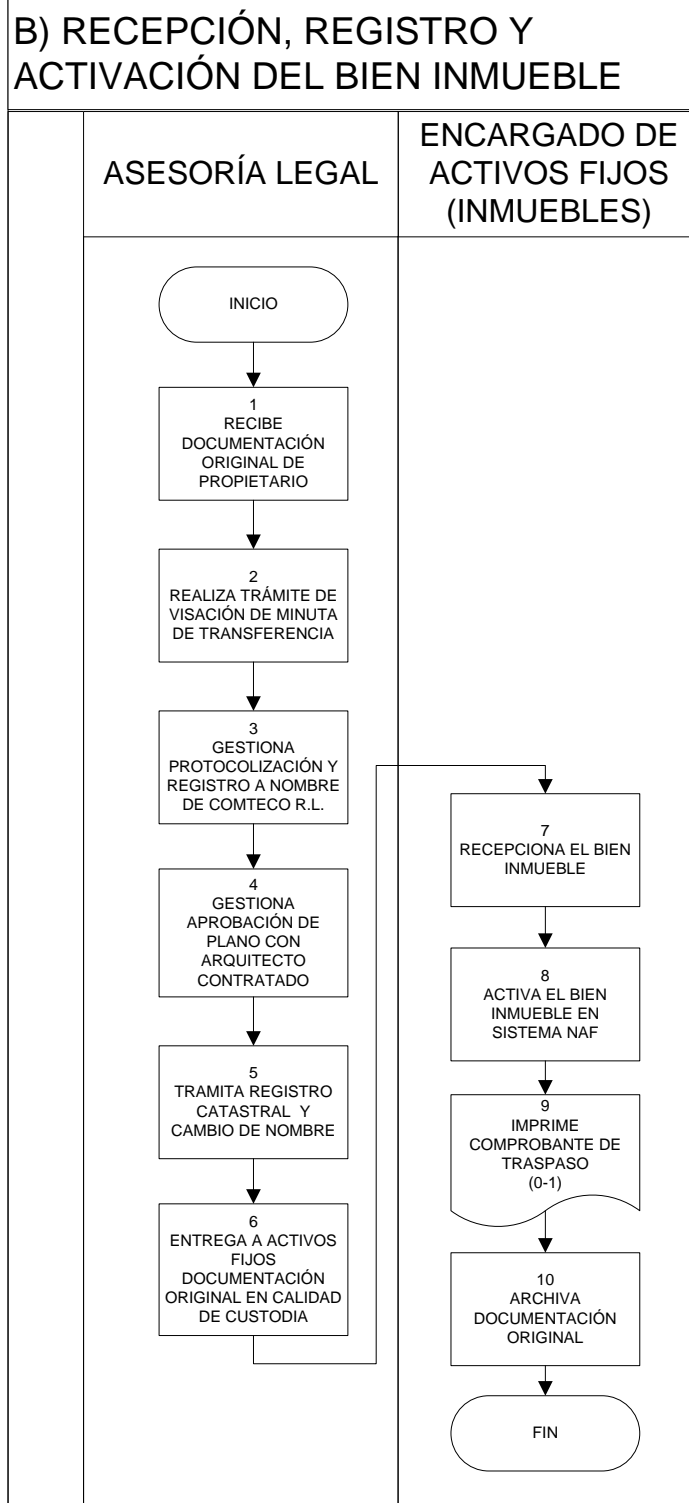 B) RECEPCIÓN, REGISTRO Y
ACTIVACIÓN DEL BIEN INMUEBLE
ASESORÍA LEGAL
ENCARGADO DE
ACTIVOS FIJOS
(INMUEBLES)
INICIO
1
RECIBE
DOCUMENTACIÓN
ORIGINAL DE
PROPIETARIO
2
REALIZA TRÁMITE DE
VISACIÓN DE MINUTA
DE TRANSFERENCIA
3
GESTIONA
PROTOCOLIZACIÓN Y
REGISTRO A NOMBRE
DE COMTECO R.L.
4
GESTIONA
APROBACIÓN DE
PLANO CON
ARQUITECTO
CONTRATADO
5
TRAMITA REGISTRO
CATASTRAL Y
CAMBIO DE NOMBRE
6
ENTREGA A ACTIVOS
FIJOS
DOCUMENTACIÓN
ORIGINAL EN CALIDAD
DE CUSTODIA
7
RECEPCIONA EL BIEN
INMUEBLE
8
ACTIVA EL BIEN
INMUEBLE EN
SISTEMA NAF
9
IMPRIME
COMPROBANTE DE
TRASPASO
(0-1)
10
ARCHIVA
DOCUMENTACIÓN
ORIGINAL
FIN